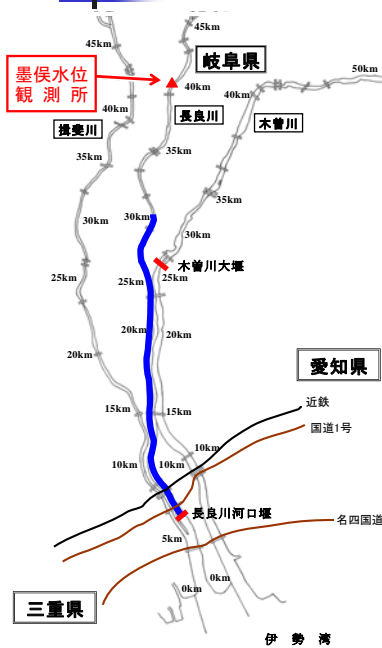 45km
45km
岐阜県
墨俣水位
観測所
50km
40km
40km
40km
揖斐川
長良川
木曽川
35km
35km
35km
30km
30km
30km
木曽川大堰
25km
25km
25km
20km
20km
20km
愛知県
近鉄
15km
15km
国道1号
10km
10km
10km
長良川河口堰
名四国道
5km
0km
0km
三重県
伊勢湾